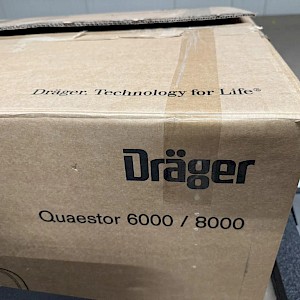 Dräger. Technology for Life®
Dräger
Quaestor 6000 / 8000